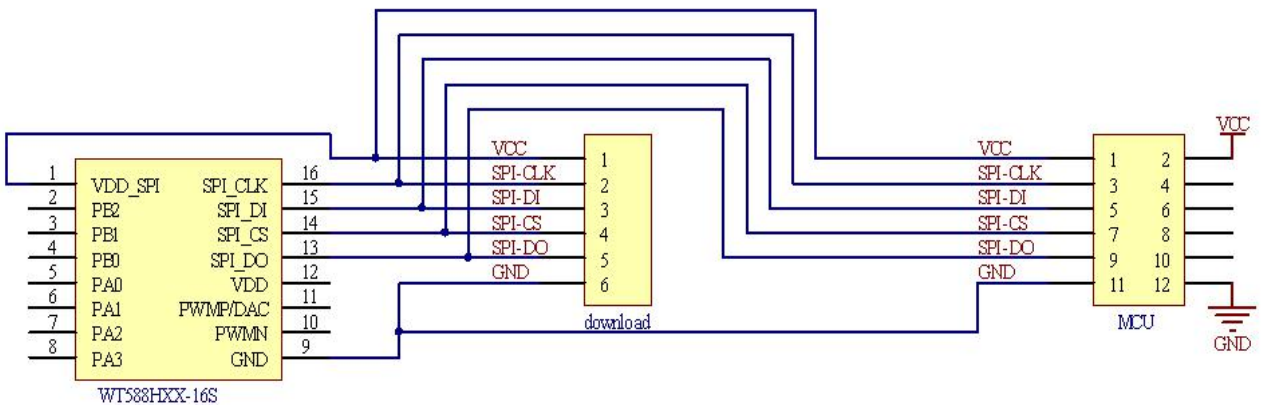 VCC
SPI-CLK
SPI-DI
SPI-CS
SPI-DO
GND
1
2
3
4
5
6
download
VCC
SPI-CLK
SPI-DI
SPI-CS
SPI-DO
GND
1 2
3 4
5 6
7 8
9 10
11 12
MCU
VCC
GND
1 VDD_SPI SPI_CLK 16
2 PB2 SPI_DI 15
3 PB1 SPI_CS 14
4 PB0 SPI_DO 13
5 PA0 VDD 12
6 PA1 PWMP/DAC 11
7 PA2 PWMN 10
8 PA3 GND 9
WT588HXX-16S